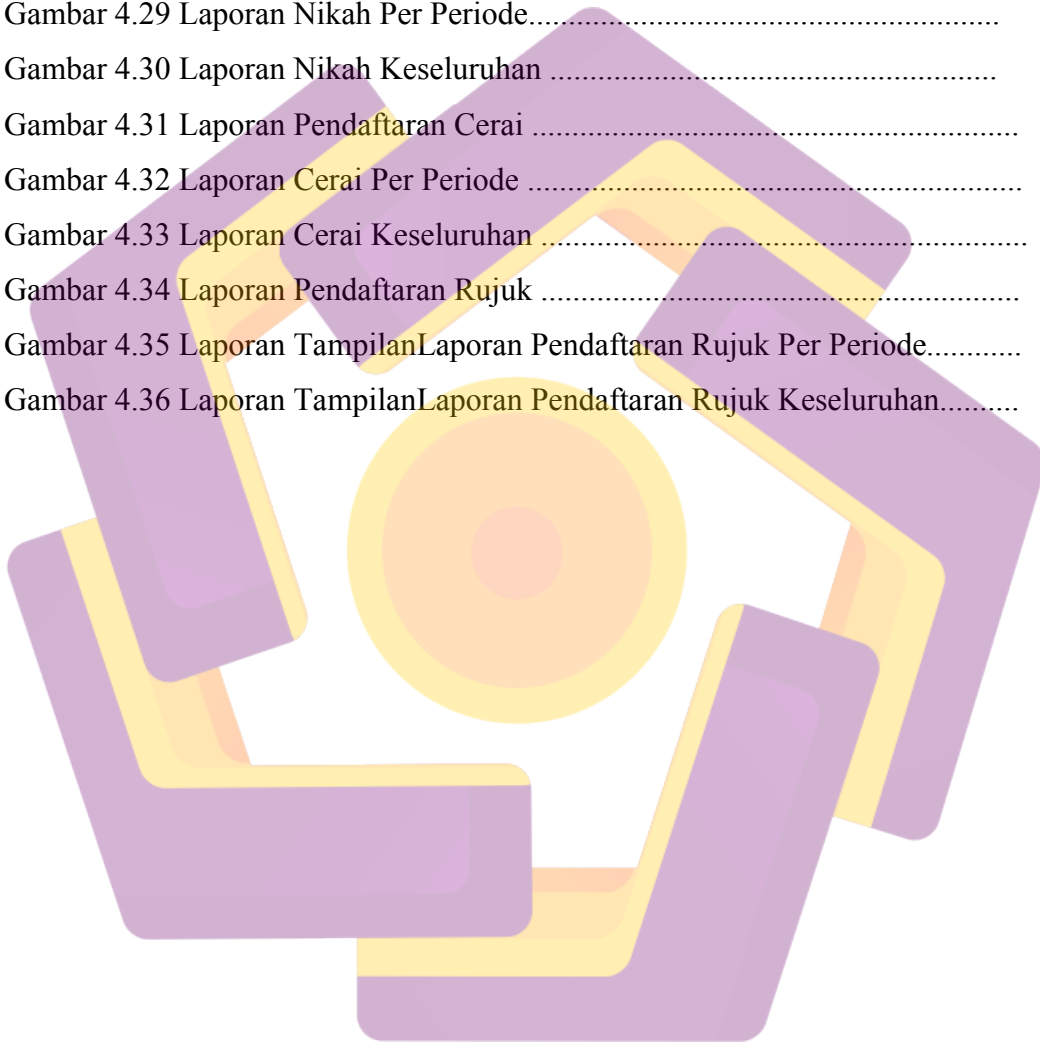 Gambar 4.29 Laporan Nikah Per Periode..........................................................
Gambar 4.30 Laporan Nikah Keseluruhan .......................................................
Gambar 4.31 Laporan Pendaftaran Cerai ............................................................
Gambar 4.32 Laporan Cerai Per Periode .............................................................
Gambar 4.33 Laporan Cerai Keseluruhan ............................................................
Gambar 4.34 Laporan Pendaftaran Rujuk ...........................................................
Gambar 4.35 Laporan TampilanLaporan Pendaftaran Rujuk Per Periode............
Gambar 4.36 Laporan TampilanLaporan Pendaftaran Rujuk Keseluruhan..........